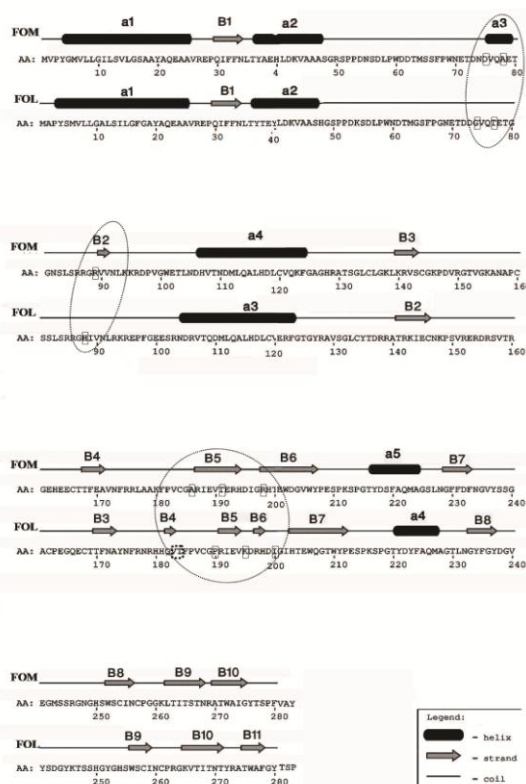 a1 B1 a2 a3
FOM
AA: MVPYGMVLLGILSVLGSAAYAQEAAVREPQIFFNLTYAEHLDKVAAASGRSPPDNSDLPWDDTMSSFPWNETDNDVQAET
10 20 30 40 50 60 70 80
a1 B1 a2
FOL
AA: MAPYSMVLLGALSILGFGAYAQEAAVREPQIFFNLTYTEYLDKVAASHGSPPDKSDLPWNDTMGSFPGNETDDGVQTETG
10 20 30 40 50 60 70 80
B2 a4 B3
FOM
AA: GNSLSRRGRVVNLKKRDPVGWETLNDHVTNDMLQALHDLCVQKFGAGHRATSGLCLGKLKRVSCGKPDVRGTVGKANAPC
90 100 110 120 130 140 150 160
a3 B2
FOL
AA: SSLSRRGHIVNLRKREPFGEESRNDRVTQDMLQALHDLCVERFGTGYRAVSGLCYTDRRATRKIECNKPSVRERDRSVTR
90 100 110 120 130 140 150 160
B4 B5 B6 a5 B7
FOM
AA: GEHEECTTFEAVNFRRLAAKFPVCGARIEVIERHDIGRHIRWDGVWYPESPKSPGTYDSFAQMAGSLNGFFDFNGVYSSG
170 180 190 200 210 220 230 240
B3 B4 B5 B6 B7 a4 B8
FOL
AA: ACPEGQECTTFNAYNFRNRHHQVDFPVCGPRIEVKDRHDIGIHTEWQGTWYPESPKSPGTYDYFAQMAGTLNGYFGYDGV
170 180 190 200 210 220 230 240
B8 B9 B10
FOM
AA: EGMSSRGNGHSWSCINCPGGKLTIITSTNRATWAIGYTSPFVAY
250 260 270 280
B9 B10 B11
FOL
AA: YSDGYKTSSHGYGHSWSCINCPRGKVTITNTYRATWAFGYTSP
250 260 270 280
Legend:
- helix
- strand
- coil